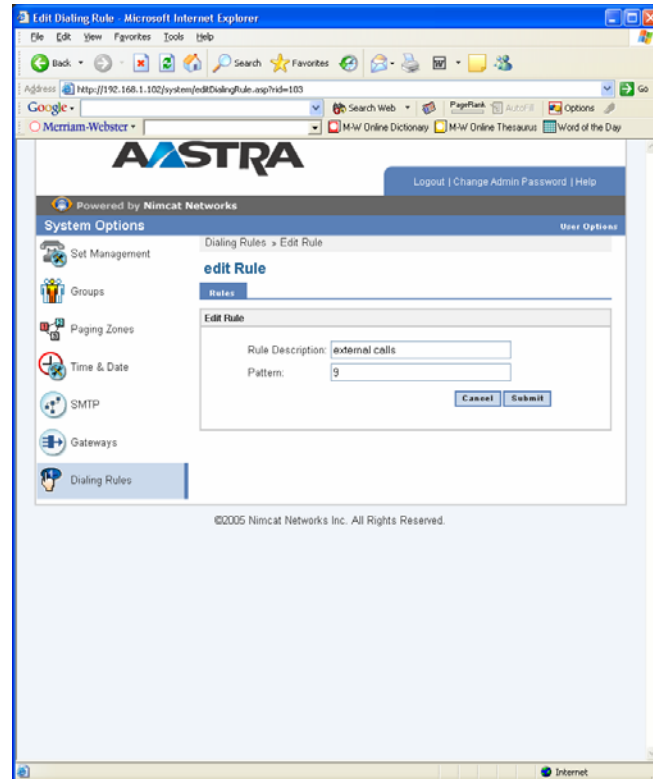 Edit Dialing Rule - Microsoft Internet Explorer
File Edit View Favorites Tools Help
Back Search Favorites
Address http://192.168.1.102/system/editDialingRule.asp?rid=103 Go
Google Search Web PageRank AutoFill Options
Merriam-Webster M-W Online Dictionary M-W Online Thesaurus Word of the Day
AASTRA
Logout | Change Admin Password | Help
Powered by Nimcat Networks
System Options User Options
Dialing Rules » Edit Rule
edit Rule
Rules
Edit Rule
Rule Description: external calls
Pattern: 9
Cancel Submit
Set Management
Groups
Paging Zones
Time & Date
SMTP
Gateways
Dialing Rules
©2005 Nimcat Networks Inc. All Rights Reserved.
Internet